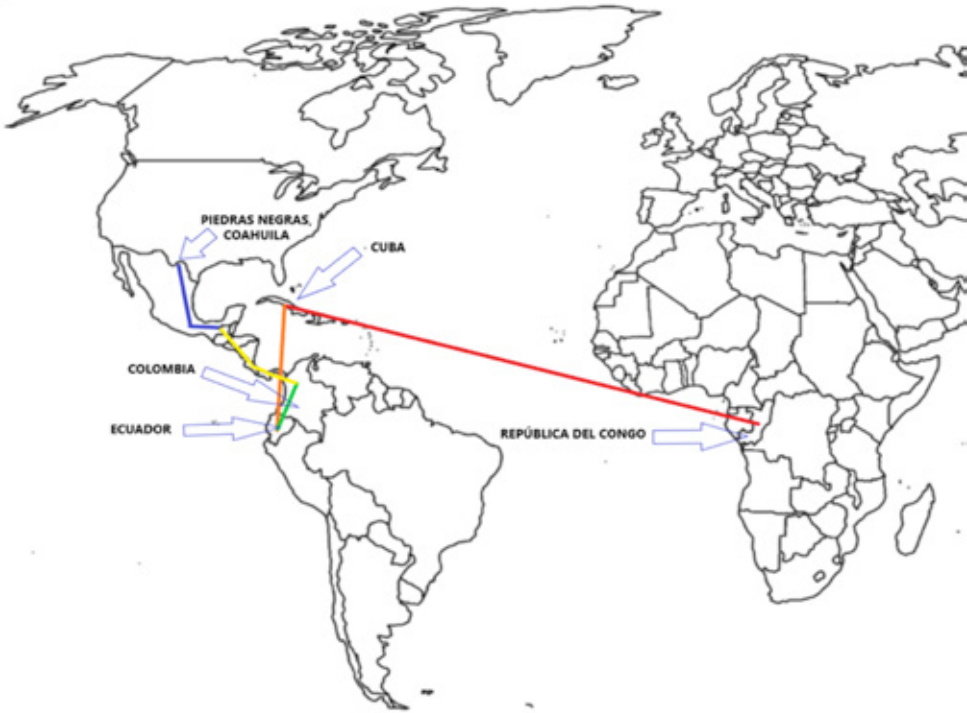 PIEDRAS NEGRAS,
COAHUILA
CUBA
COLOMBIA
ECUADOR
REPÚBLICA DEL CONGO